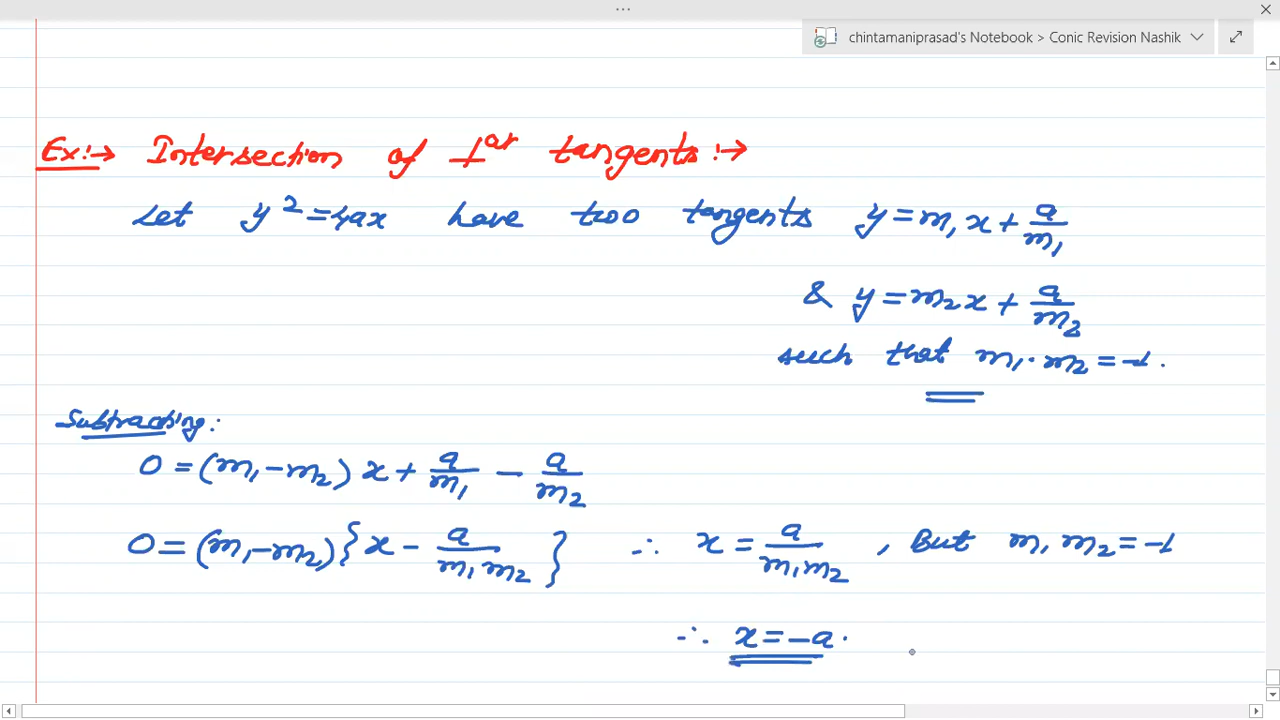 chintamaniprasad's Notebook > Conic Revision Nashik
Ex:→ Intersection of ⊥ar tangents:→
Let y² = 4ax have two tangents y = m₁x + a/m₁
& y = m₂x + a/m₂
such that m₁·m₂ = -1.
Subtracting:
0 = (m₁-m₂) x + a/m₁ - a/m₂
0 = (m₁-m₂){x - a/m₁m₂} ∴ x = a/m₁m₂ , But m₁m₂ = -1
∴ x = -a.